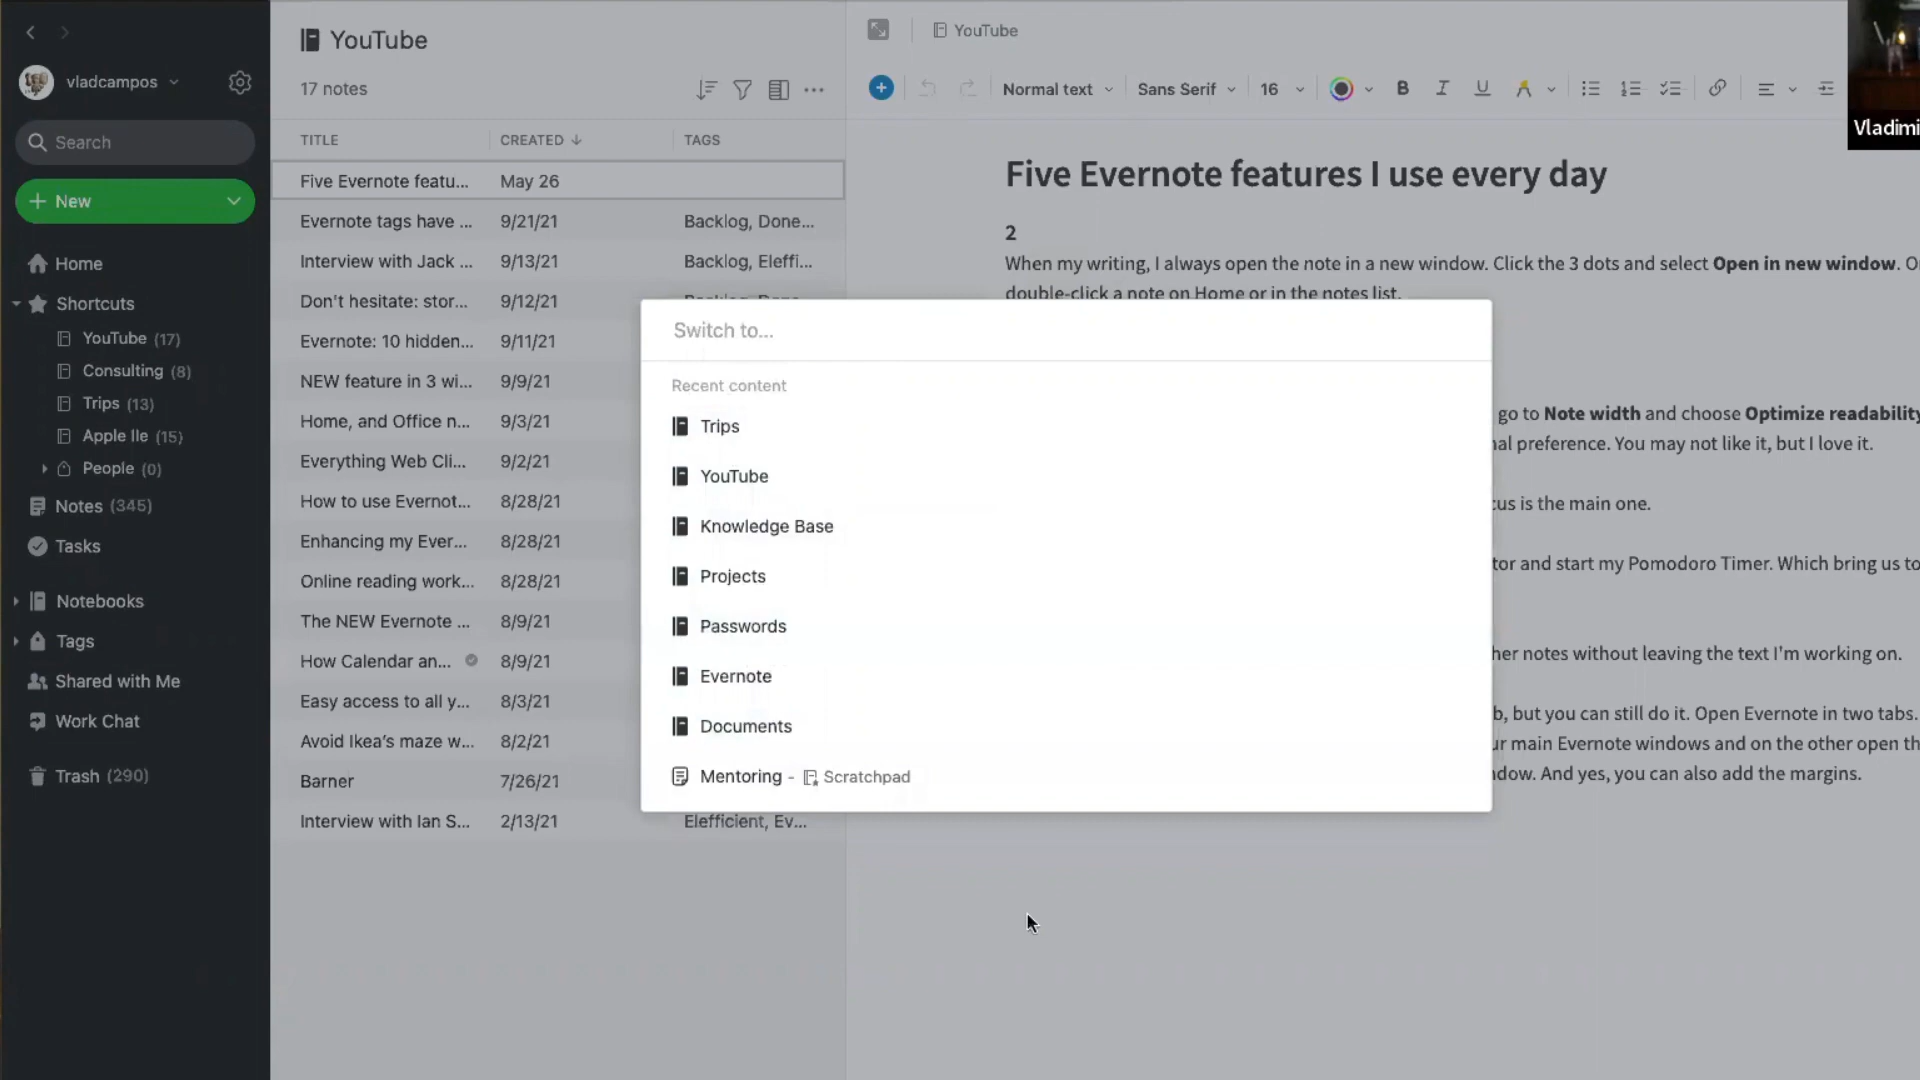 vladcampos
Search
New
Home
Shortcuts
YouTube (17)
Consulting (8)
Trips (13)
Apple IIe (15)
People (0)
Notes (345)
Tasks
Notebooks
Tags
Shared with Me
Work Chat
Trash (290)
YouTube
17 notes
TITLE CREATED TAGS
Five Evernote featu... May 26
Evernote tags have ... 9/21/21 Backlog, Done...
Interview with Jack ... 9/13/21 Backlog, Eleffi...
Don't hesitate: stor... 9/12/21
Evernote: 10 hidden... 9/11/21
NEW feature in 3 wi... 9/9/21
Home, and Office n... 9/3/21
Everything Web Cli... 9/2/21
How to use Evernot... 8/28/21
Enhancing my Ever... 8/28/21
Online reading work... 8/28/21
The NEW Evernote ... 8/9/21
How Calendar an... 8/9/21
Easy access to all y... 8/3/21
Avoid Ikea's maze w... 8/2/21
Barner 7/26/21
Interview with Ian S... 2/13/21 Elefficient, Ev...
YouTube
Normal text Sans Serif 16 B I U A
Vladimi
Five Evernote features I use every day
2
When my writing, I always open the note in a new window. Click the 3 dots and select Open in new window. O
double-click a note on Home or in the notes list.
go to Note width and choose Optimize readability
al preference. You may not like it, but I love it.
cus is the main one.
tor and start my Pomodoro Timer. Which bring us to
her notes without leaving the text I'm working on.
b, but you can still do it. Open Evernote in two tabs.
ur main Evernote windows and on the other open th
dow. And yes, you can also add the margins.
Switch to...
Recent content
Trips
YouTube
Knowledge Base
Projects
Passwords
Evernote
Documents
Mentoring - Scratchpad